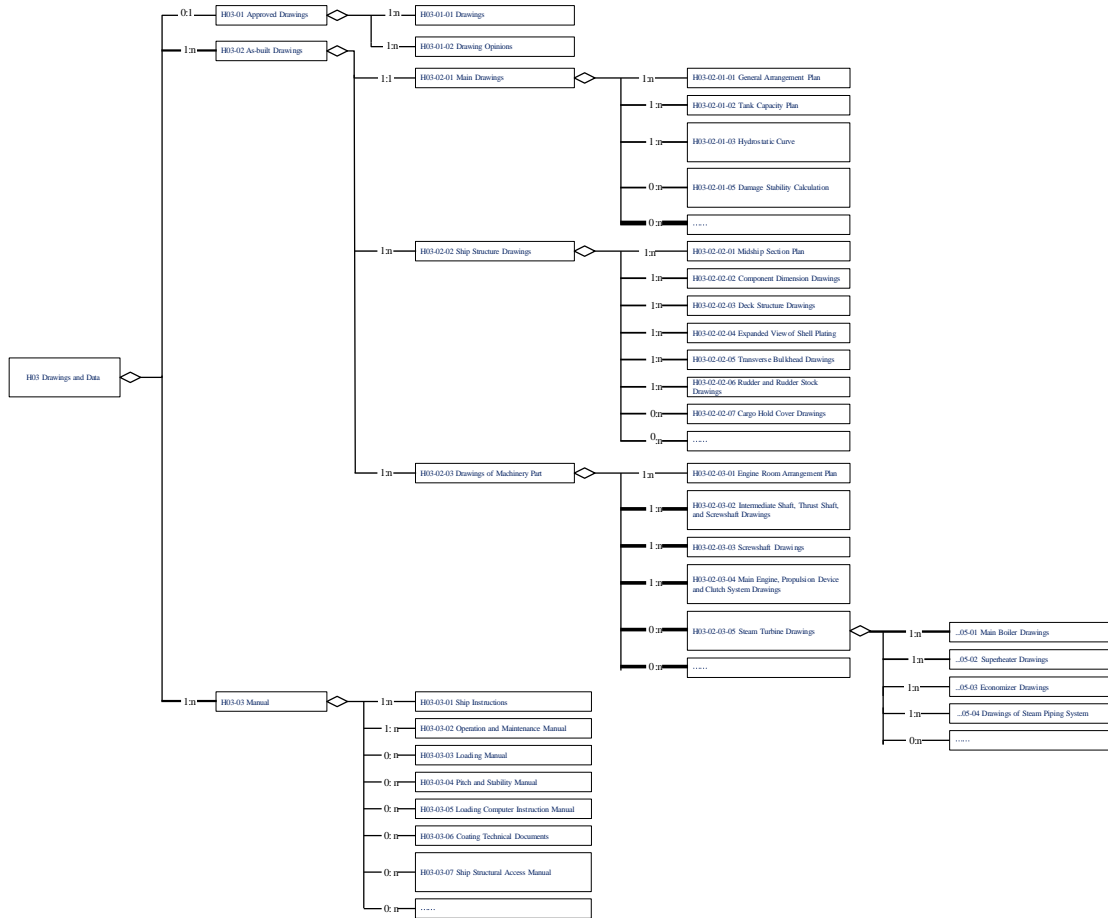 0:1
H03-01 Approved Drawings
1:n
H03-01-01 Drawings
1:n
H03-01-02 Drawing Opinions
1:n
H03-02 As-built Drawings
1:1
H03-02-01 Main Drawings
1:n
H03-02-01-01 General Arrangement Plan
1:n
H03-02-01-02 Tank Capacity Plan
1:n
H03-02-01-03 Hydrostatic Curve
0:n
H03-02-01-05 Damage Stability Calculation
0:n
……
1:n
H03-02-02 Ship Structure Drawings
1:n
H03-02-02-01 Midship Section Plan
1:n
H03-02-02-02 Component Dimension Drawings
1:n
H03-02-02-03 Deck Structure Drawings
1:n
H03-02-02-04 Expanded View of Shell Plating
1:n
H03-02-02-05 Transverse Bulkhead Drawings
H03 Drawings and Data
1:n
H03-02-02-06 Rudder and Rudder Stock
Drawings
0:n
H03-02-02-07 Cargo Hold Cover Drawings
0:n
……
1:n
H03-02-03 Drawings of Machinery Part
1:n
H03-02-03-01 Engine Room Arrangement Plan
1:n
H03-02-03-02 Intermediate Shaft, Thrust Shaft,
and Screwshaft Drawings
1:n
H03-02-03-03 Screwshaft Drawings
1:n
H03-02-03-04 Main Engine, Propulsion Device
and Clutch System Drawings
0:n
H03-02-03-05 Steam Turbine Drawings
1:n
...05-01 Main Boiler Drawings
1:n
...05-02 Superheater Drawings
1:n
...05-03 Economizer Drawings
1:n
...05-04 Drawings of Steam Piping System
0:n
……
0:n
……
1:n
H03-03 Manual
1:n
H03-03-01 Ship Instructions
1: n
H03-03-02 Operation and Maintenance Manual
0: n
H03-03-03 Loading Manual
0: n
H03-03-04 Pitch and Stability Manual
0: n
H03-03-05 Loading Computer Instruction Manual
0: n
H03-03-06 Coating Technical Documents
0: n
H03-03-07 Ship Structural Access Manual
0: n
……